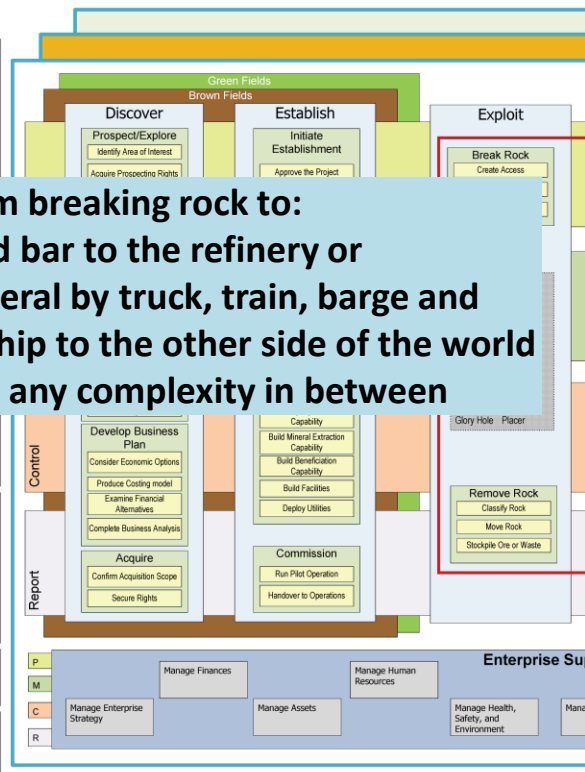 Green Fields
Brown Fields
Discover
Prospect/Explore
Identify Area of Interest
Acquire Prospecting Rights
Establish
Initiate
Establishment
Approve the Project
Exploit
Break Rock
Create Access
m breaking rock to:
d bar to the refinery or
eral by truck, train, barge and
hip to the other side of the world
any complexity in between
Control
Report
Develop Business
Plan
Consider Economic Options
Produce Costing model
Examine Financial
Alternatives
Complete Business Analysis
Acquire
Confirm Acquisition Scope
Secure Rights
Capability
Build Mineral Extraction
Capability
Build Beneficiation
Capability
Build Facilities
Deploy Utilities
Commission
Run Pilot Operation
Handover to Operations
Glory Hole Placer
Remove Rock
Classify Rock
Move Rock
Stockpile Ore or Waste
P
M
C
R
Enterprise Su
Manage Enterprise
Strategy
Manage Finances
Manage Assets
Manage Human
Resources
Manage Health,
Safety, and
Environment
Mana